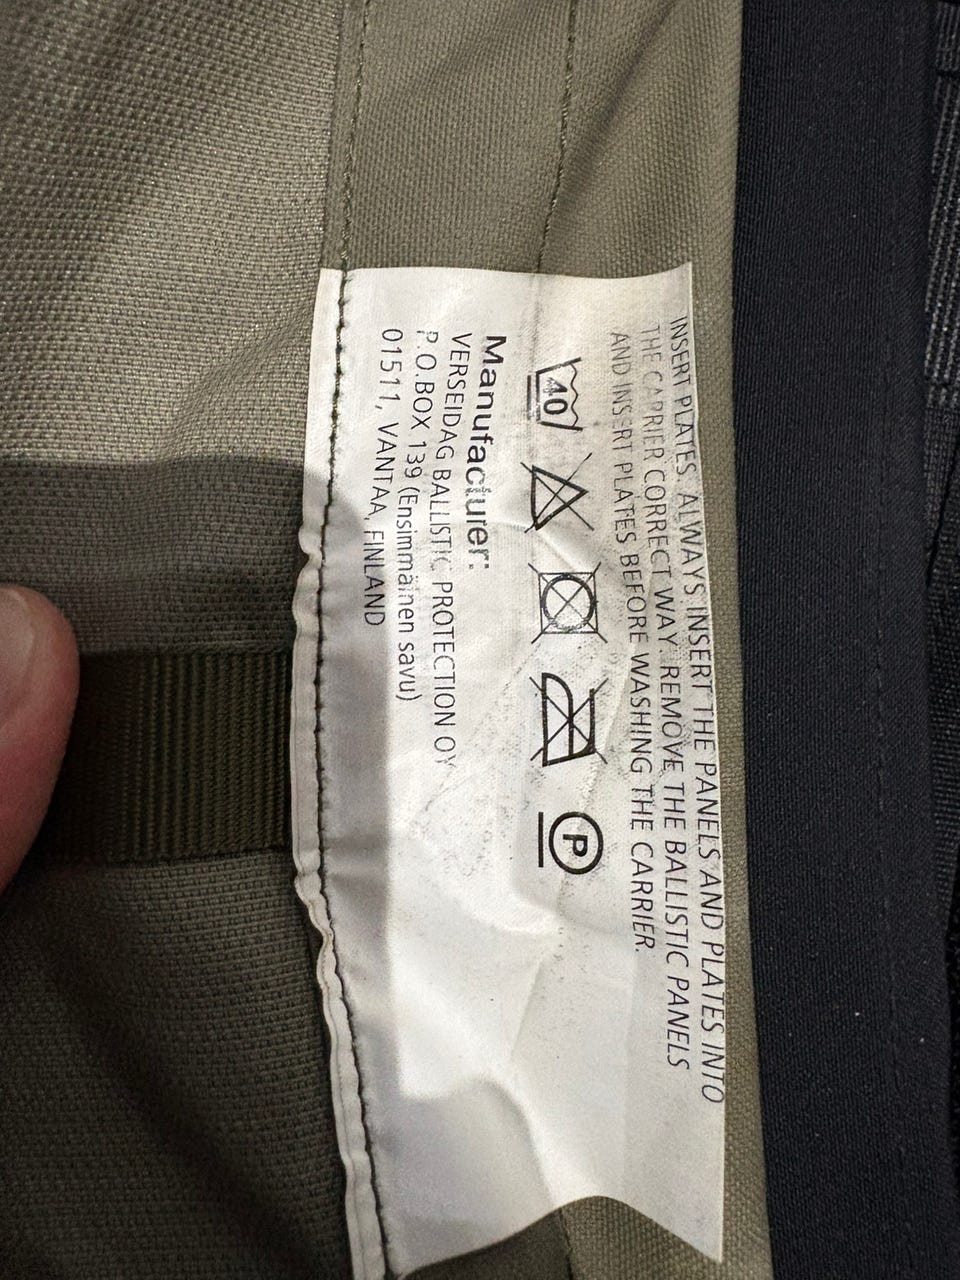 INSERT PLATES. ALWAYS INSERT THE PANELS AND PLATES INTO
THE CARRIER CORRECT WAY. REMOVE THE BALLISTIC PANELS
AND INSERT PLATES BEFORE WASHING THE CARRIER.
40
P
Manufacturer:
VERSEIDAG BALLISTIC PROTECTION OY
P.O.BOX 139 (Ensimmäinen savu)
01511, VANTAA, FINLAND